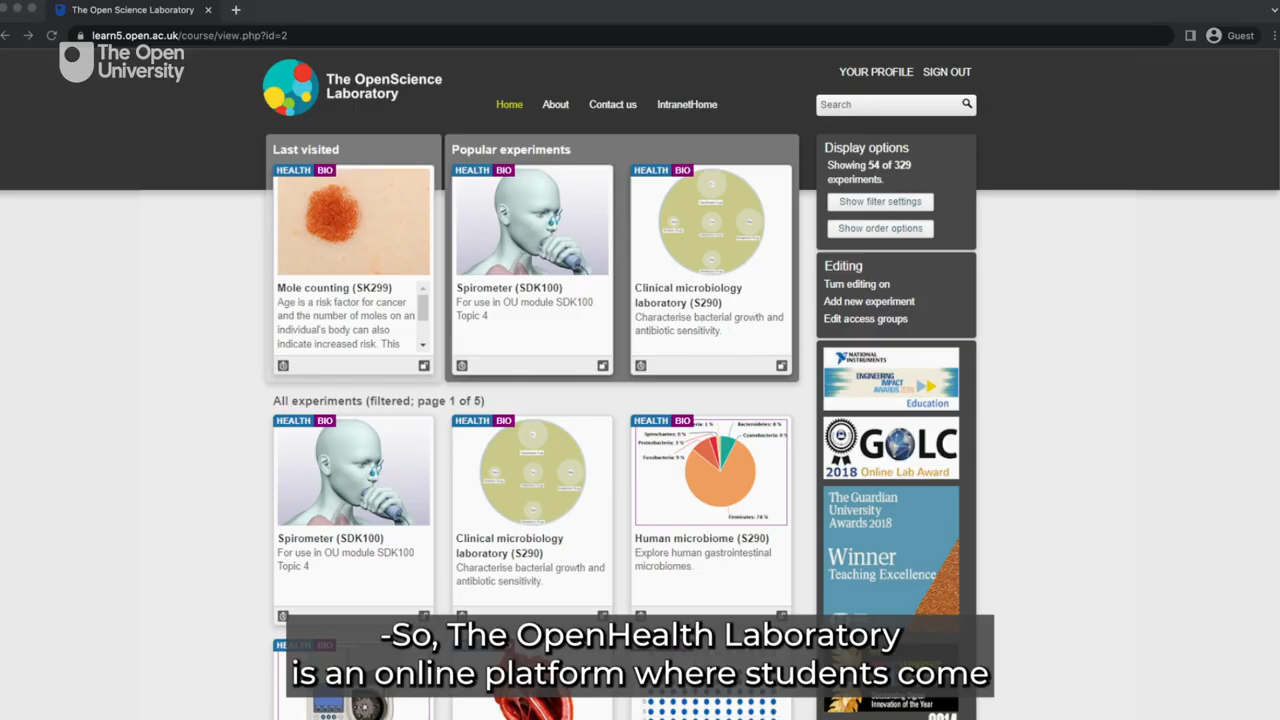 The Open Science Laboratory
learn5.open.ac.uk/course/view.php?id=2
Guest
The Open
University
The OpenScience
Laboratory
Home
About
Contact us
IntranetHome
YOUR PROFILE
SIGN OUT
Search
Last visited
HEALTH BIO
Mole counting (SK299)
Age is a risk factor for cancer
and the number of moles on an
individual's body can also
indicate increased risk. This
Popular experiments
HEALTH BIO
Spirometer (SDK100)
For use in OU module SDK100
Topic 4
HEALTH BIO
Clinical microbiology
laboratory (S290)
Characterise bacterial growth and
antibiotic sensitivity.
Display options
Showing 54 of 329
experiments.
Show filter settings
Show order options
Editing
Turn editing on
Add new experiment
Edit access groups
NATIONAL
INSTRUMENTS
ENGINEERING
IMPACT
Education
GOLC
2018 Online Lab Award
The Guardian
University
Awards 2018
Winner
Teaching Excellence
All experiments (filtered; page 1 of 5)
HEALTH BIO
Spirometer (SDK100)
For use in OU module SDK100
Topic 4
HEALTH BIO
Clinical microbiology
laboratory (S290)
Characterise bacterial growth and
antibiotic sensitivity.
HEALTH BIO
Human microbiome (S290)
Explore human gastrointestinal
microbiomes.
-So, The OpenHealth Laboratory
is an online platform where students come
Innovation of the Year